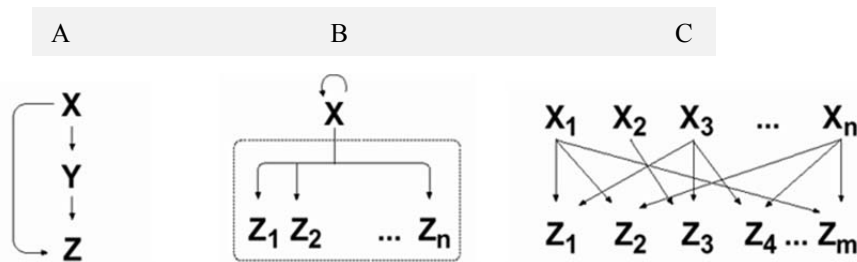 A B C
X
Y
Z
X
Z₁ Z₂ ... Zₙ
X₁ X₂ X₃ ... Xₙ
Z₁ Z₂ Z₃ Z₄ ... Zₘ